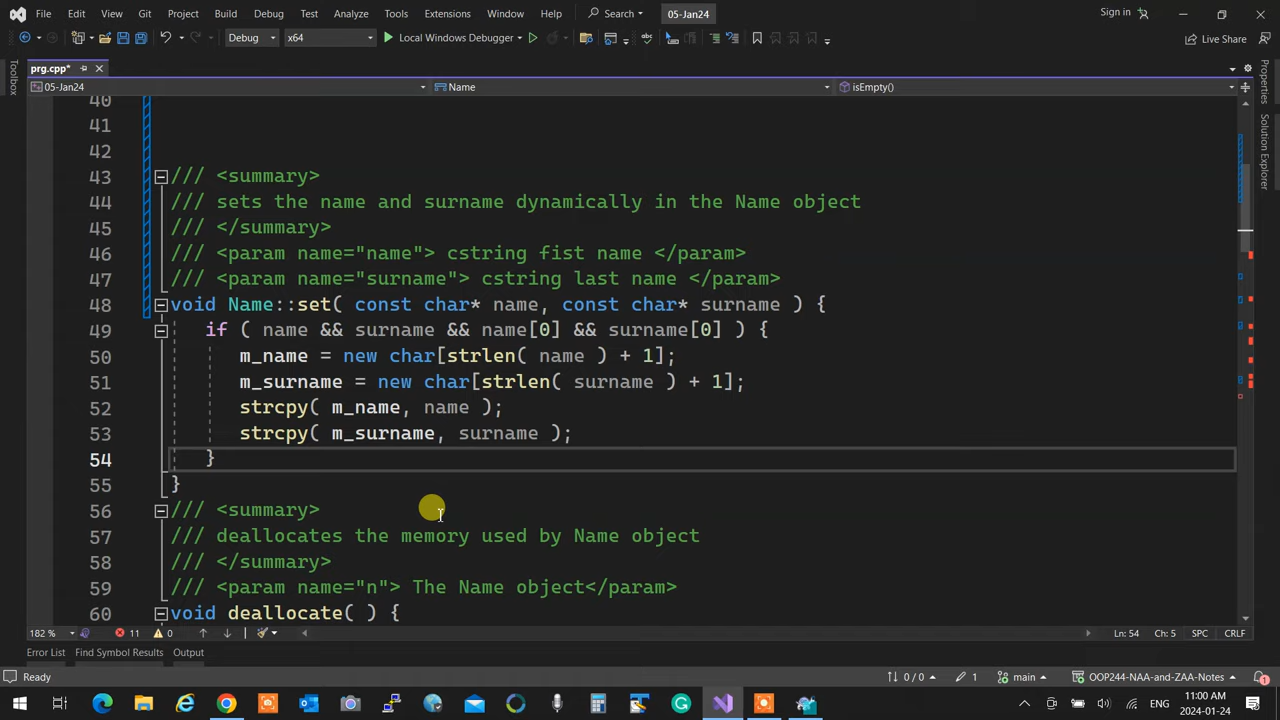 File Edit View Git Project Build Debug Test Analyze Tools Extensions Window Help Search 05-Jan24 Sign in
Debug x64 Local Windows Debugger Live Share
prg.cpp*
05-Jan24 Name isEmpty()
Toolbox
Properties
Solution Explorer
40
41
42
43 /// <summary>
44 /// sets the name and surname dynamically in the Name object
45 /// </summary>
46 /// <param name="name"> cstring fist name </param>
47 /// <param name="surname"> cstring last name </param>
48 void Name::set( const char* name, const char* surname ) {
49 if ( name && surname && name[0] && surname[0] ) {
50 m_name = new char[strlen( name ) + 1];
51 m_surname = new char[strlen( surname ) + 1];
52 strcpy( m_name, name );
53 strcpy( m_surname, surname );
54 }
55 }
56 /// <summary>
57 /// deallocates the memory used by Name object
58 /// </summary>
59 /// <param name="n"> The Name object</param>
60 void deallocate( ) {
182 % 11 0 Ln: 54 Ch: 5 SPC CRLF
Error List Find Symbol Results Output
Ready 0 / 0 1 main OOP244-NAA-and-ZAA-Notes 1
ENG 11:00 AM
2024-01-24